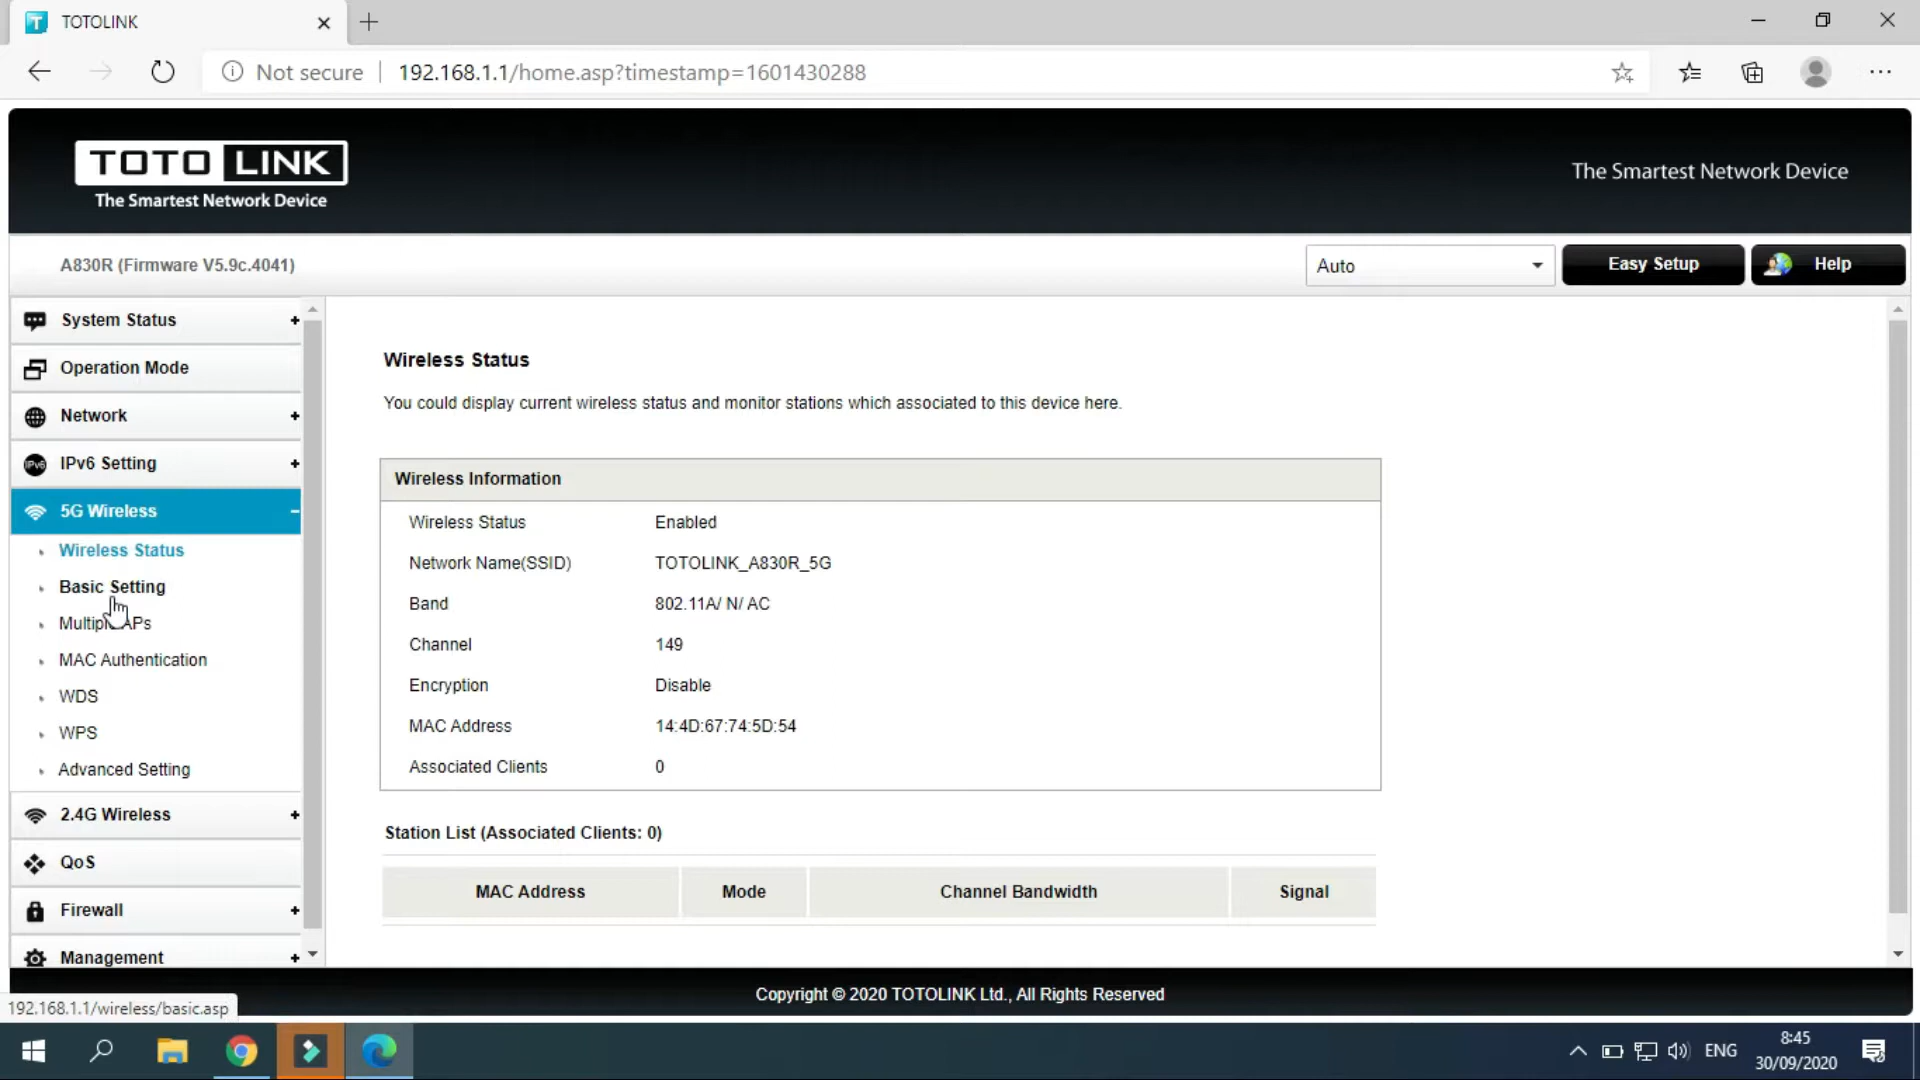 TOTOLINK
Not secure
192.168.1.1/home.asp?timestamp=1601430288
TOTO LINK
The Smartest Network Device
The Smartest Network Device
A830R (Firmware V5.9c.4041)
Auto
Easy Setup
Help
System Status +
Operation Mode
Network +
IPv6 IPv6 Setting +
5G Wireless -
Wireless Status
Basic Setting
Multiple APs
MAC Authentication
WDS
WPS
Advanced Setting
2.4G Wireless +
QoS
Firewall +
Management +
Wireless Status
You could display current wireless status and monitor stations which associated to this device here.
Wireless Information
Wireless Status Enabled
Network Name(SSID) TOTOLINK_A830R_5G
Band 802.11A/ N/ AC
Channel 149
Encryption Disable
MAC Address 14:4D:67:74:5D:54
Associated Clients 0
Station List (Associated Clients: 0)
MAC Address Mode Channel Bandwidth Signal
Copyright © 2020 TOTOLINK Ltd., All Rights Reserved
192.168.1.1/wireless/basic.asp
ENG
8:45
30/09/2020